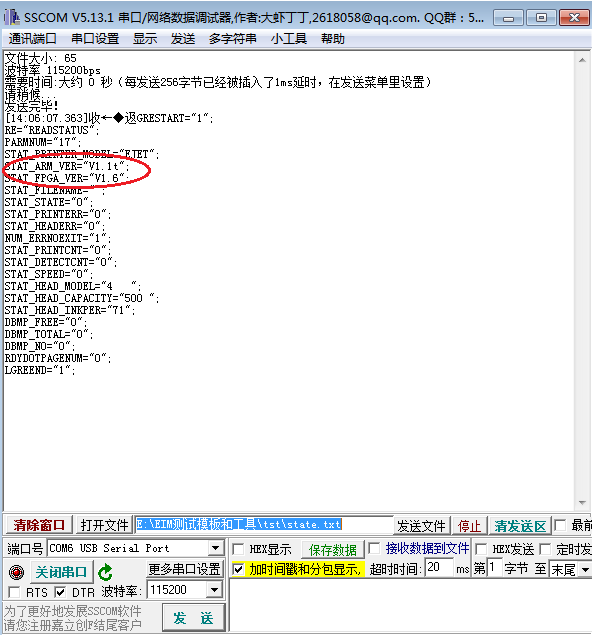 SSCOM V5.13.1 串口/网络数据调试器,作者:大虾丁丁,2618058@qq.com. QQ群：5...
通讯端口 串口设置 显示 发送 多字符串 小工具 帮助
文件大小: 65
波特率 115200bps
需要时间:大约 0 秒（每发送256字节已经被插入了1ms延时，在发送菜单里设置）
请稍候...
发送完毕!
[14:06:07.363]收←◆返GRESTART="1";
RE="READSTATUS";
PARMNUM="17";
STAT_PRINTER_MODEL="EJET";
STAT_ARM_VER="V1.1t";
STAT_FPGA_VER="V1.6";
STAT_FILENAME=" ";
STAT_STATE="0";
STAT_PRINTERR="0";
STAT_HEADERR="0";
NUM_ERRNOEXIT="1";
STAT_PRINTCNT="0";
STAT_DETECTCNT="0";
STAT_SPEED="0";
STAT_HEAD_MODEL="4   ";
STAT_HEAD_CAPACITY="500 ";
STAT_HEAD_INKPER="71";
DBMP_FREE="0";
DBMP_TOTAL="0";
DBMP_NO="0";
RDYDOTPAGENUM="0";
LGREEND="1";
清除窗口 打开文件 E:\EIM测试模板和工具\tst\state.txt 发送文件 停止 清发送区 最前
端口号 COM6 USB Serial Port HEX显示 保存数据 接收数据到文件 HEX发送 定时发
关闭串口 更多串口设置 加时间戳和分包显示, 超时时间: 20 ms 第 1 字节 至 末尾
RTS DTR 波特率: 115200
为了更好地发展SSCOM软件
请您注册嘉立创F结尾客户
发 送